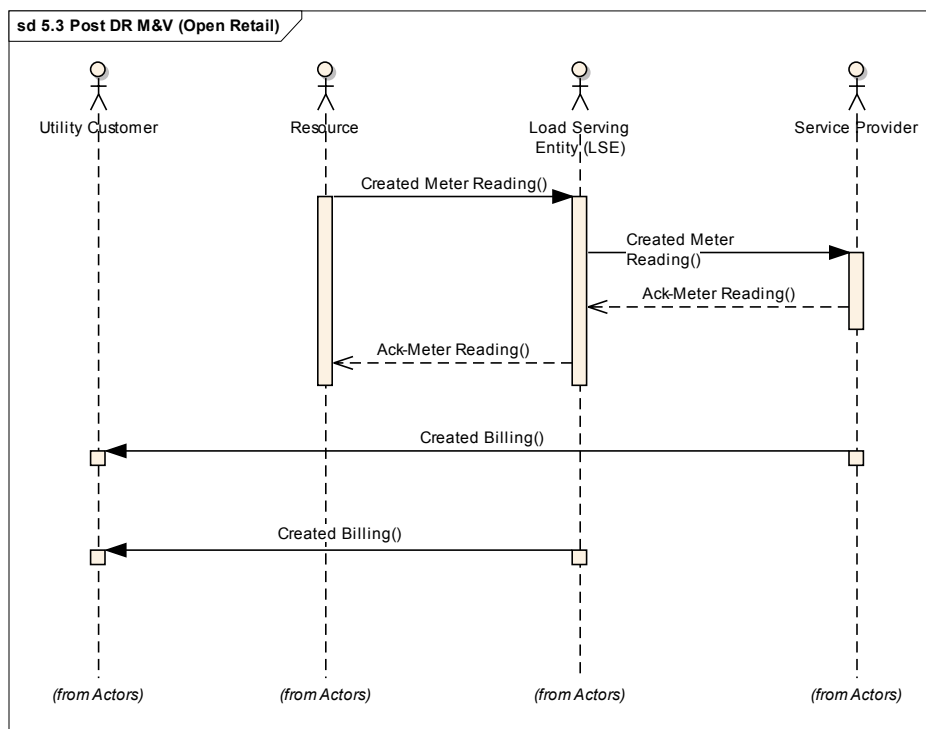 sd 5.3 Post DR M&V (Open Retail)
Utility Customer
Resource
Load Serving
Entity (LSE)
Service Provider
Created Meter Reading()
Created Meter
Reading()
Ack-Meter Reading()
Ack-Meter Reading()
Created Billing()
Created Billing()
(from Actors)
(from Actors)
(from Actors)
(from Actors)